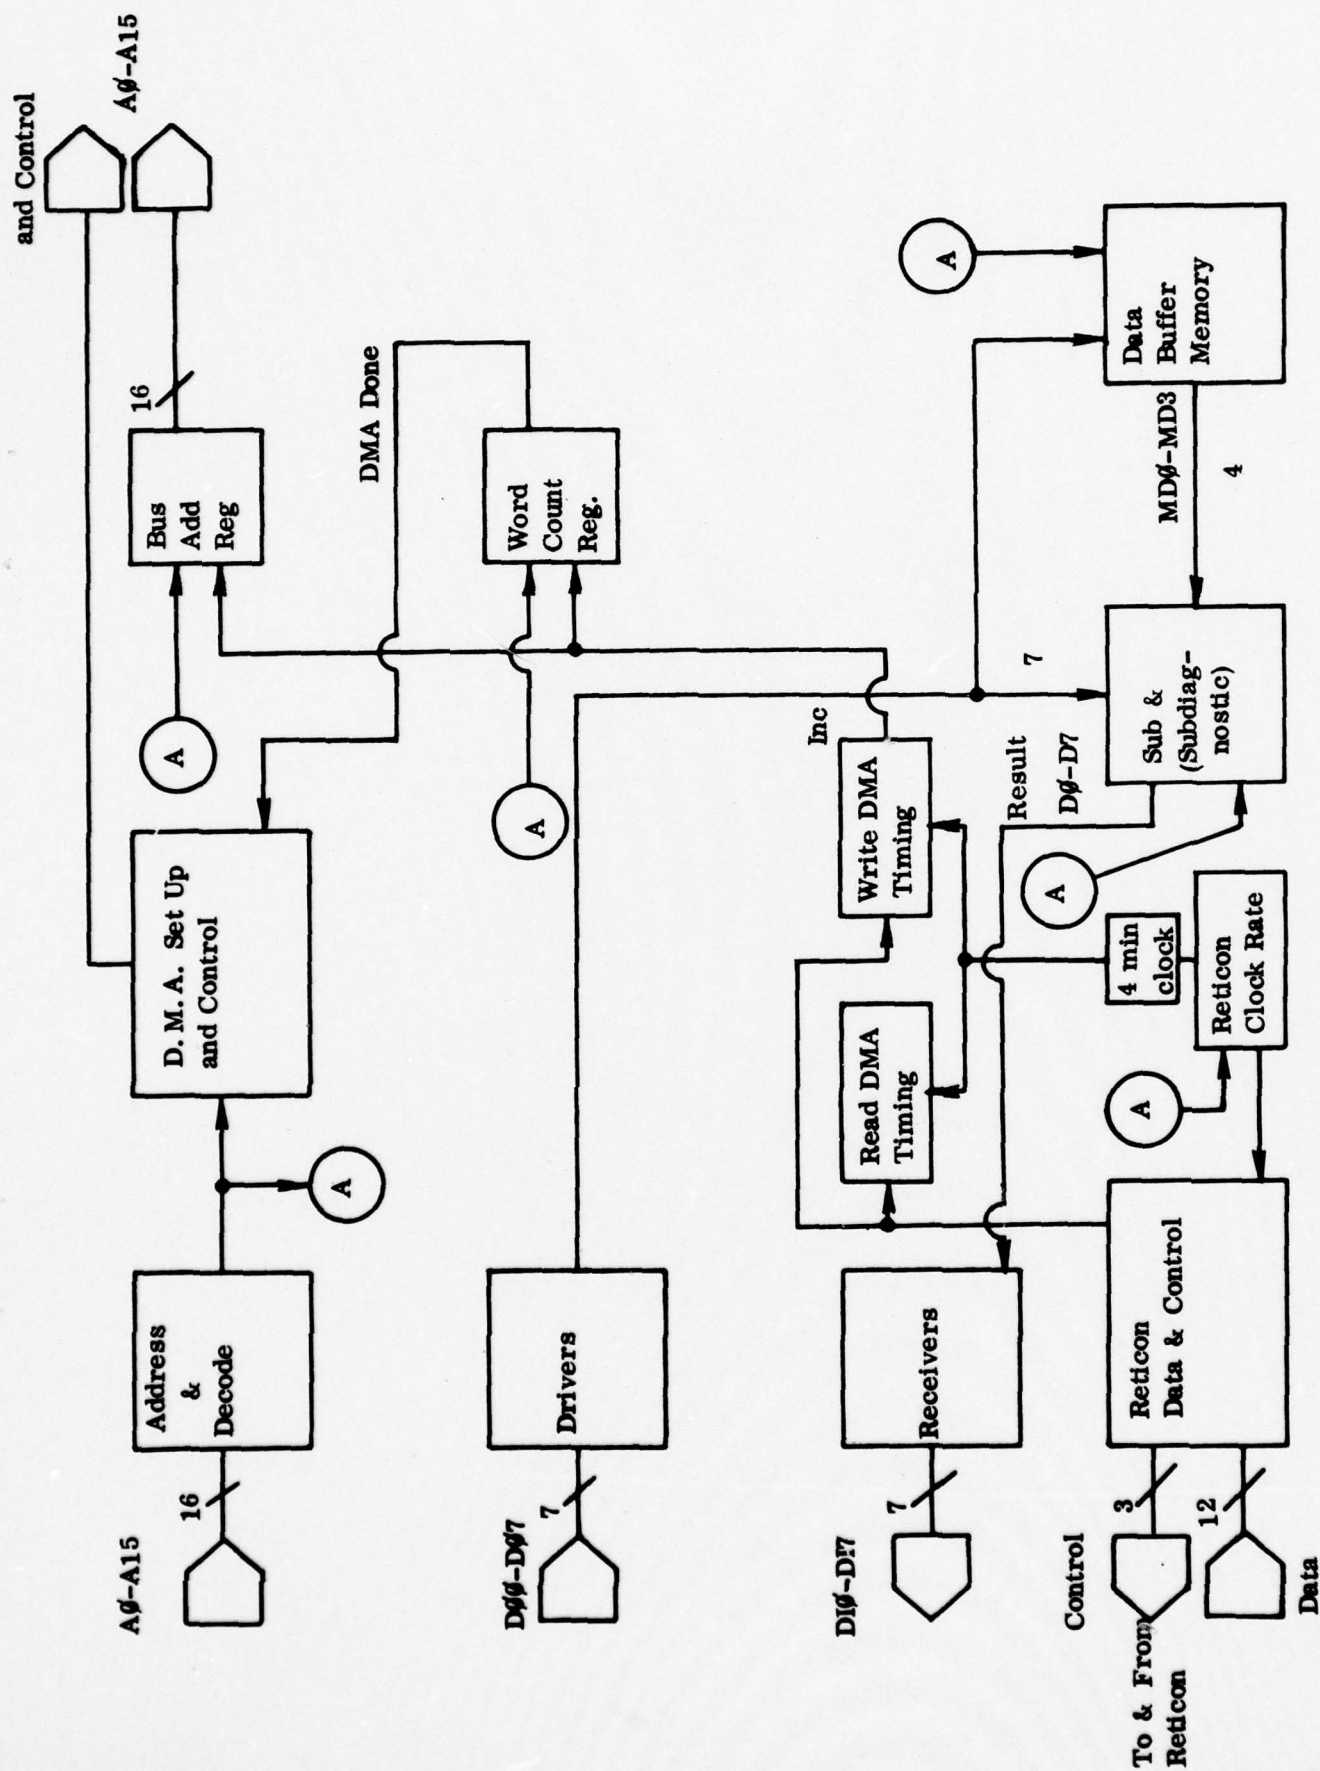 and Control
AØ-A15
AØ-A15
16
Address
&
Decode
A
D. M. A. Set Up
and Control
A
Bus
Add
Reg
16
DMA Done
DØØ-DØ7
7
Drivers
A
Word
Count
Reg.
DIØ-DI7
7
Receivers
Read DMA
Timing
Write DMA
Timing
Inc
Result
DØ-D7
7
A
Control
3
To & From
Reticon
12
Data
Reticon
Data & Control
A
4 min
clock
Reticon
Clock Rate
A
Sub &
(Subdiag-
nostic)
MDØ-MD3
4
Data
Buffer
Memory